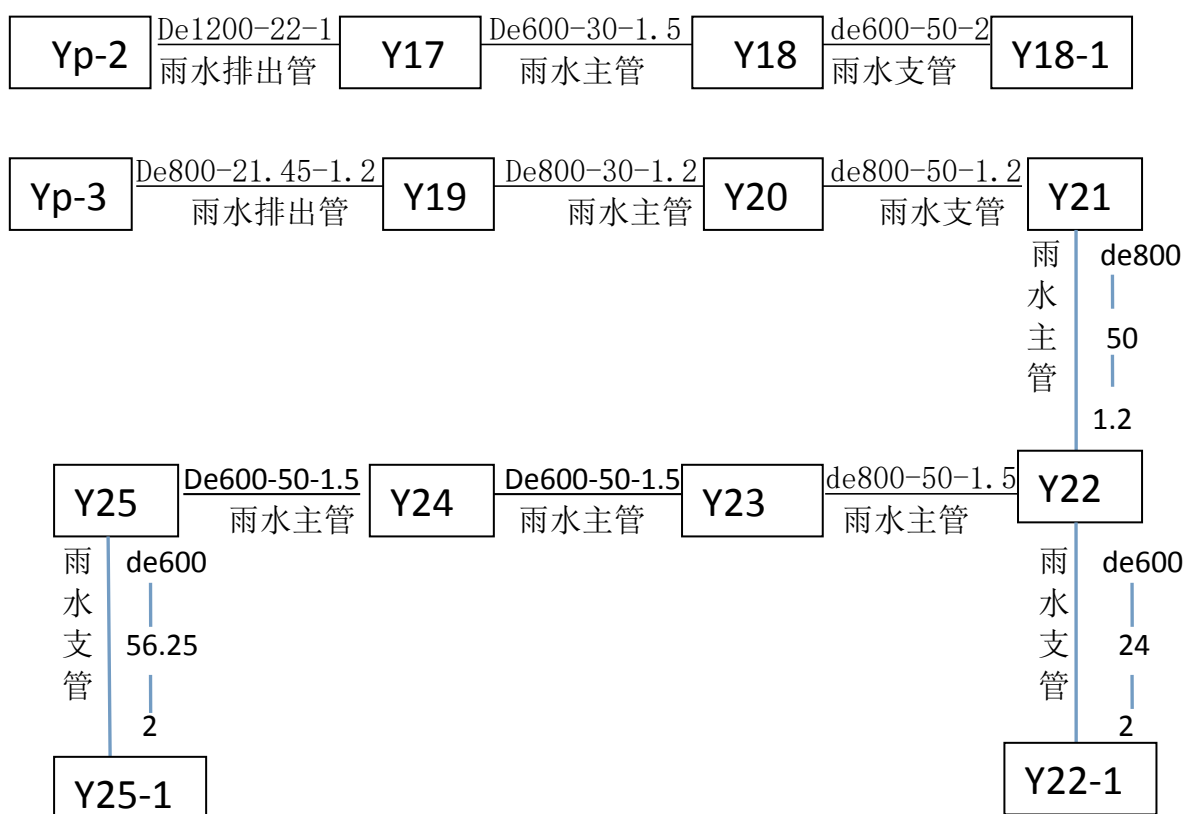 Yp-2 De1200-22-1 Y17 De600-30-1.5 Y18 de600-50-2 Y18-1
雨水排出管 雨水主管 雨水支管
Yp-3 De800-21.45-1.2 Y19 De800-30-1.2 Y20 de800-50-1.2 Y21
雨水排出管 雨水主管 雨水支管
雨水主管
de800
50
1.2
Y25 De600-50-1.5 Y24 De600-50-1.5 Y23 de800-50-1.5 Y22
雨水主管 雨水主管 雨水主管
雨水支管
de600
56.25
2
雨水支管
de600
24
2
Y25-1
Y22-1